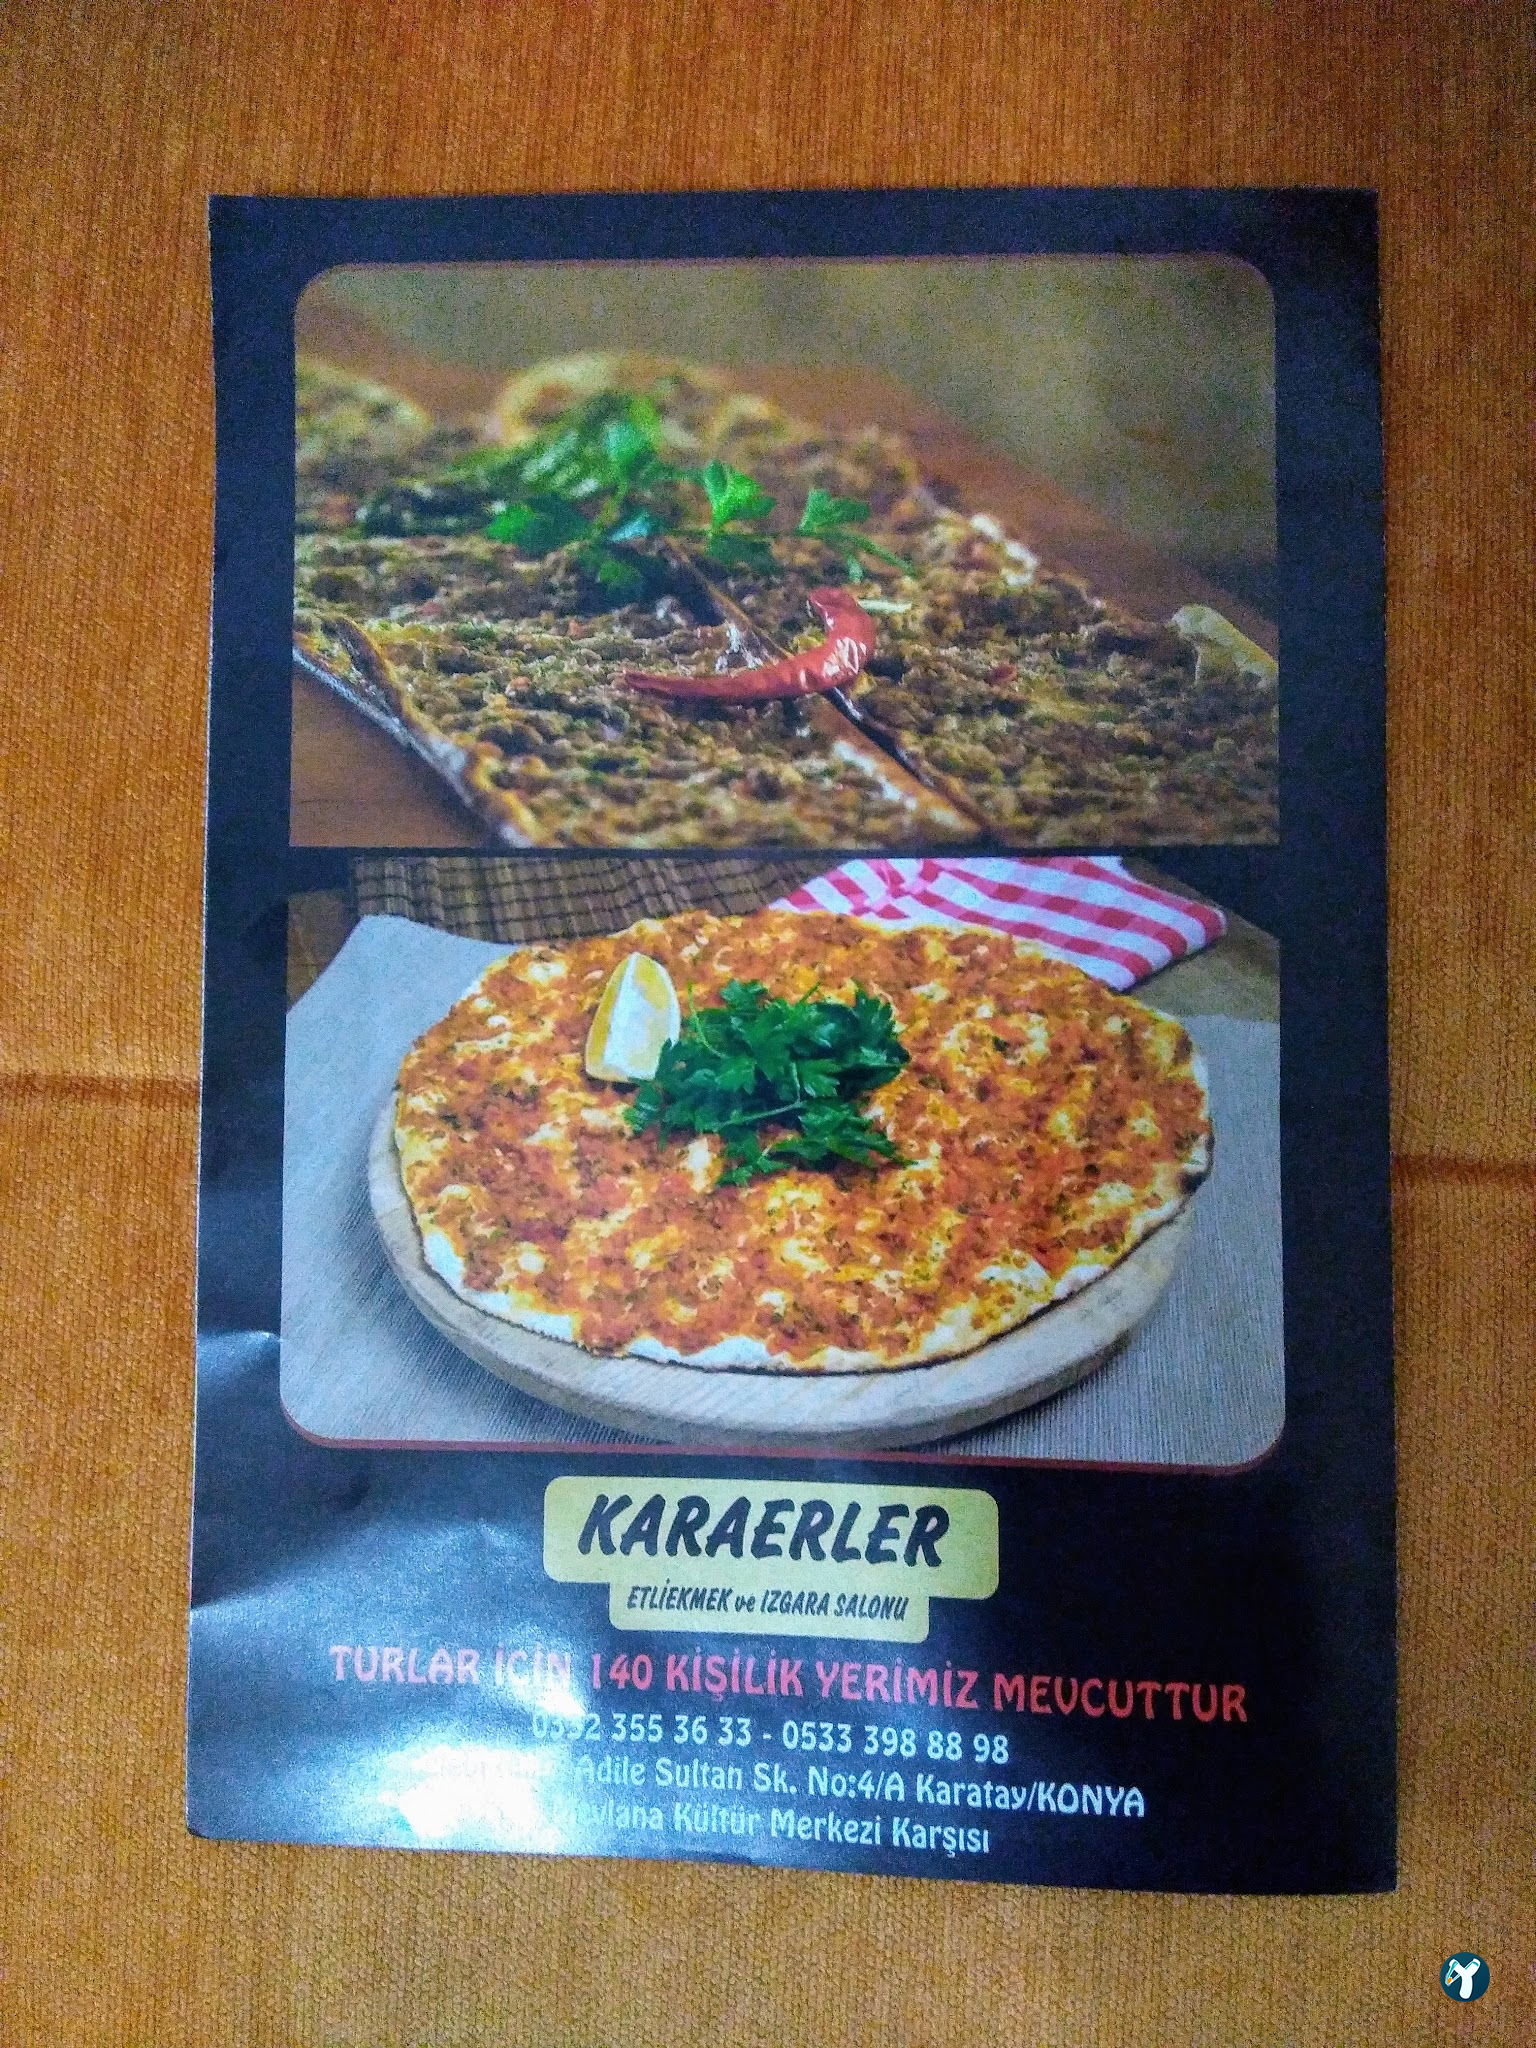 KARAERLER
ETLİEKMEK ve IZGARA SALONU
TURLAR İÇİN 140 KİŞİLİK YERİMİZ MEVCUTTUR
355 36 33 - 0533 398 88 98
Adile Sultan Sk. No:4/A Karatay/KONYA
Mevlana Kültür Merkezi Karşısı